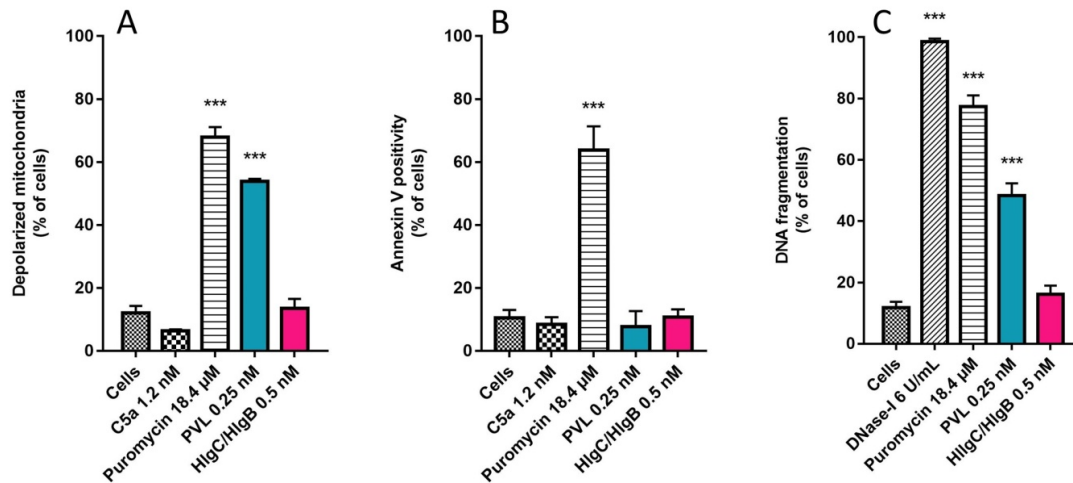 A
Depolarized mitochondria
(% of cells)
100
80
60
40
20
0
***
***
Cells
C5a 1.2 nM
Puromycin 18.4 µM
PVL 0.25 nM
HlgC/HlgB 0.5 nM
B
Annexin V positivity
(% of cells)
100
80
60
40
20
0
***
Cells
C5a 1.2 nM
Puromycin 18.4 µM
PVL 0.25 nM
HlgC/HlgB 0.5 nM
C
DNA fragmentation
(% of cells)
100
80
60
40
20
0
***
***
***
Cells
DNase-I 6 U/mL
Puromycin 18.4 µM
PVL 0.25 nM
HIlgC/HlgB 0.5 nM